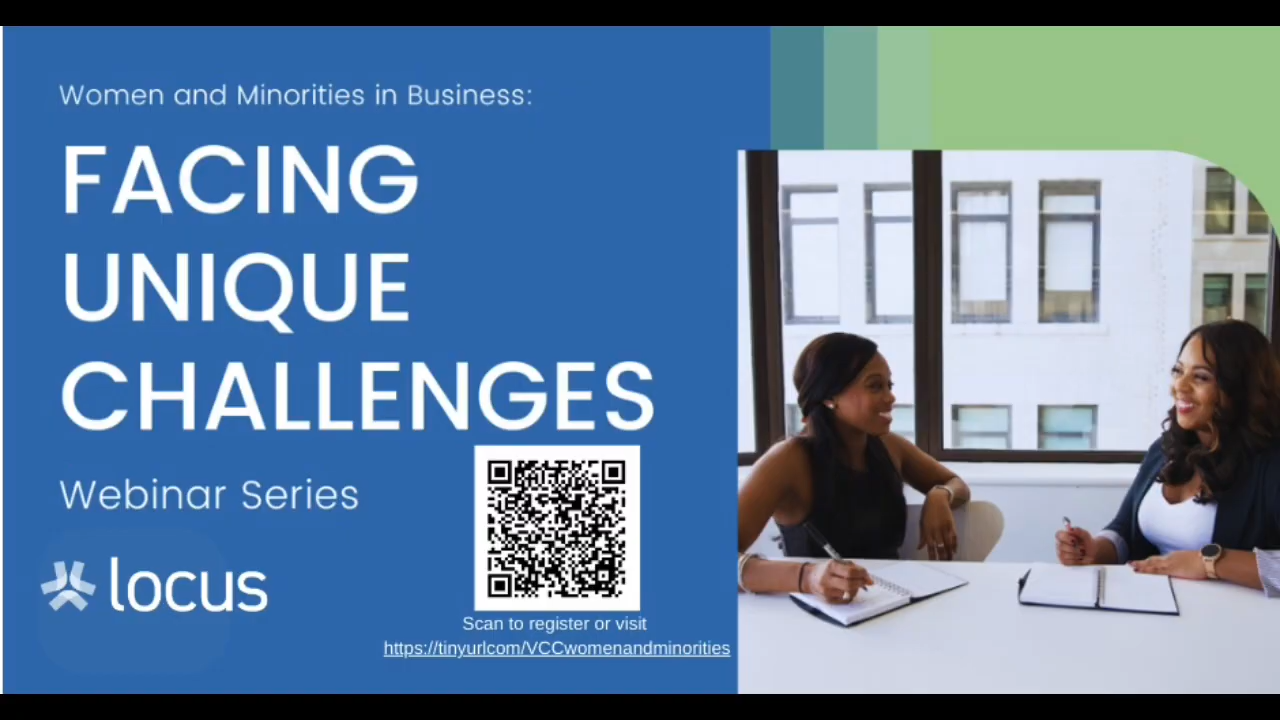 Women and Minorities in Business:
FACING
UNIQUE
CHALLENGES
Webinar Series
locus
Scan to register or visit
https://tinyurlcom/VCCwomenandminorities